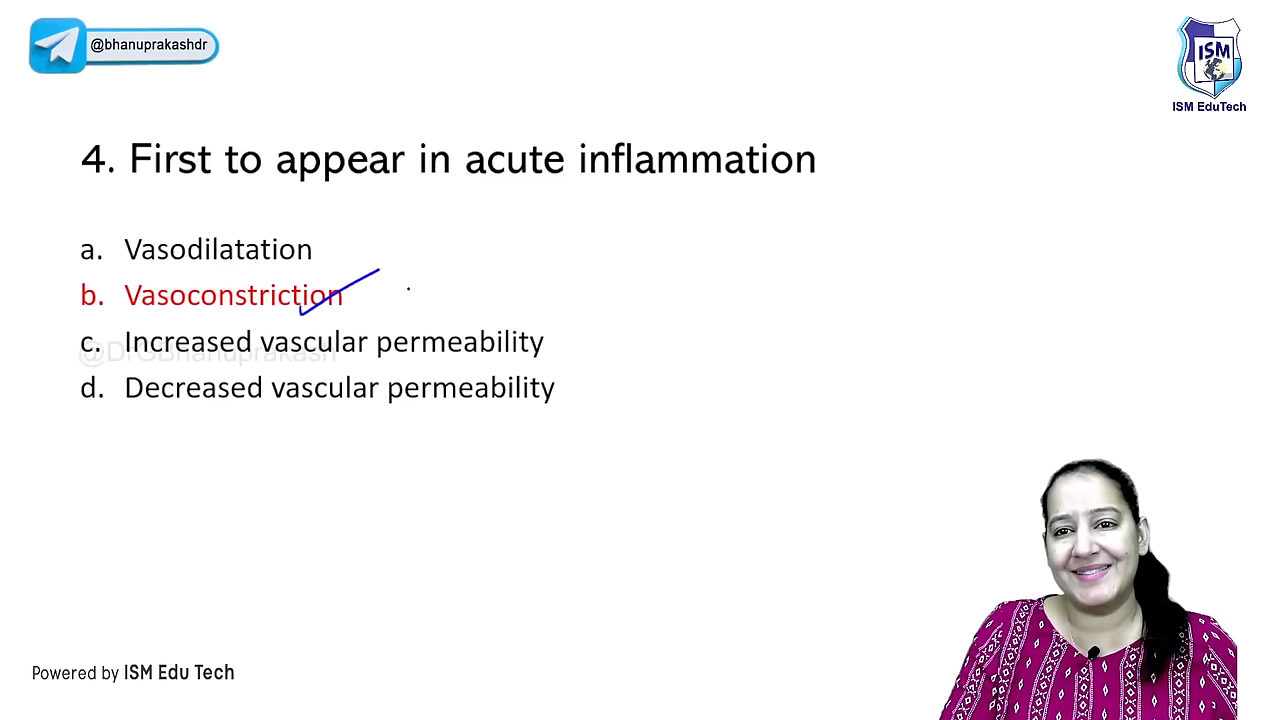 @bhanuprakashdr
ISM
ISM EduTech
4. First to appear in acute inflammation
a. Vasodilatation
b. Vasoconstriction
c. Increased vascular permeability
@DrGBhanuprakash
d. Decreased vascular permeability
Powered by ISM Edu Tech